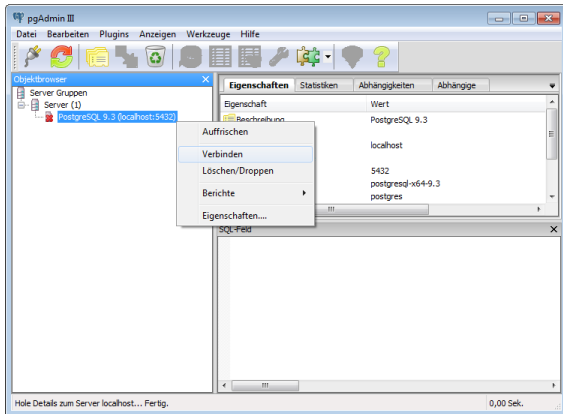 pgAdmin III
Datei Bearbeiten Plugins Anzeigen Werkzeuge Hilfe
Objektbrowser
Server Gruppen
Server (1)
PostgreSQL 9.3 (localhost:5432)
Auffrischen
Verbinden
Löschen/Droppen
Berichte
Eigenschaften....
Eigenschaften Statistiken Abhängigkeiten Abhängige
Eigenschaft Wert
Beschreibung PostgreSQL 9.3
localhost
5432
postgresql-x64-9.3
postgres
SQL-Feld
Hole Details zum Server localhost... Fertig. 0,00 Sek.